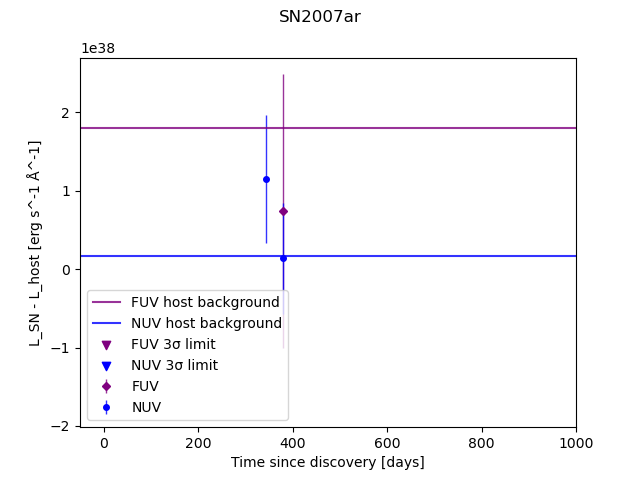 SN2007ar
1e38
2
1
0
−1
−2
L_SN - L_host [erg s^-1 Å^-1]
FUV host background
NUV host background
FUV 3σ limit
NUV 3σ limit
FUV
NUV
0 200 400 600 800 1000
Time since discovery [days]